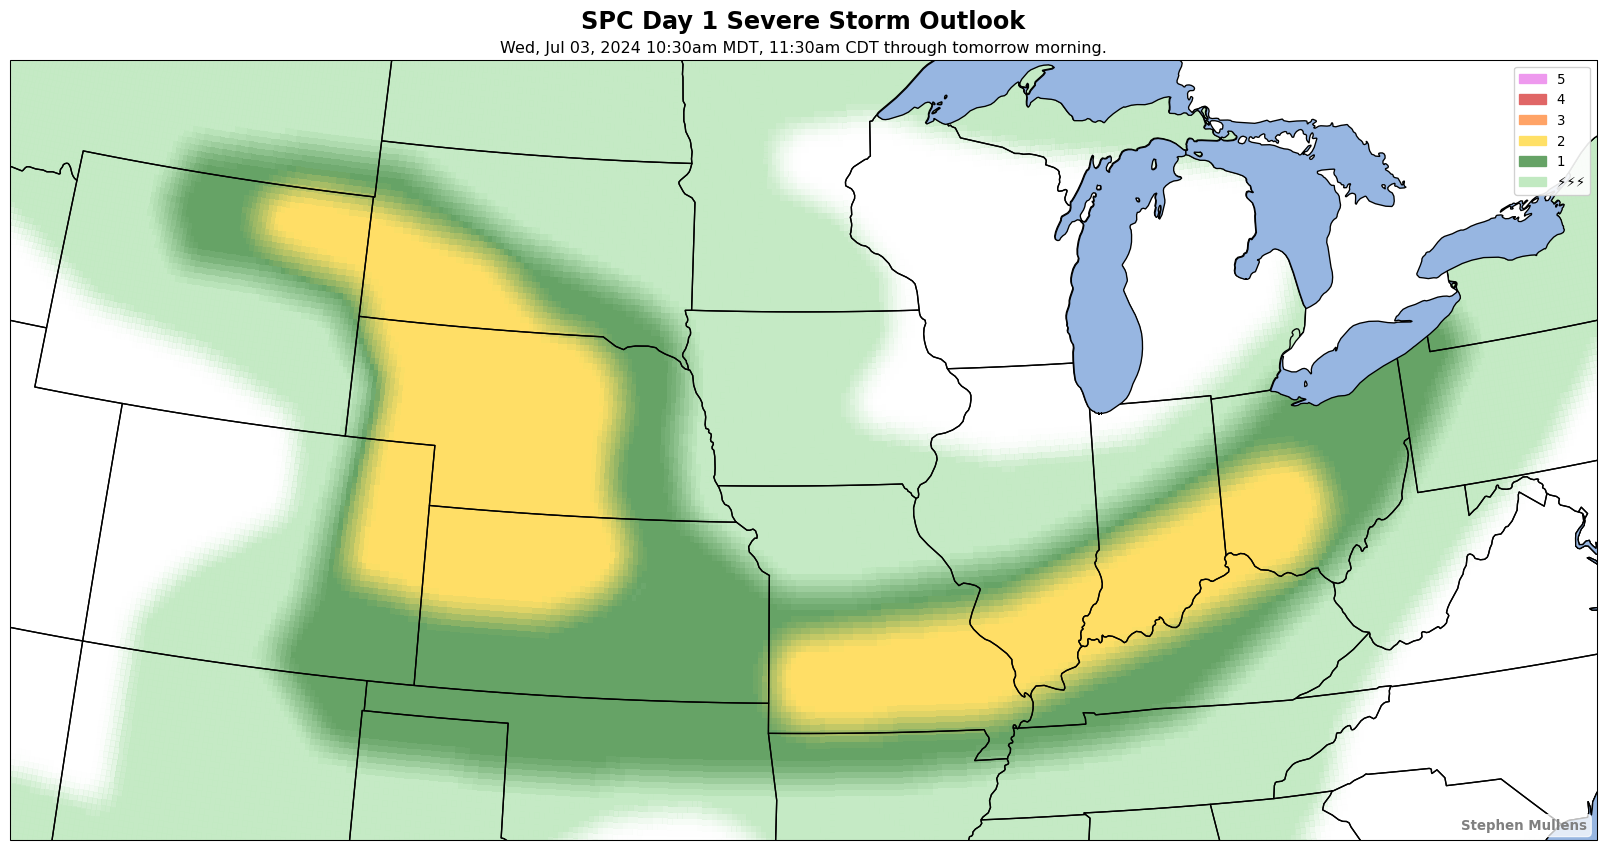 SPC Day 1 Severe Storm Outlook
Wed, Jul 03, 2024 10:30am MDT, 11:30am CDT through tomorrow morning.
5
4
3
2
1
⚡⚡⚡
Stephen Mullens